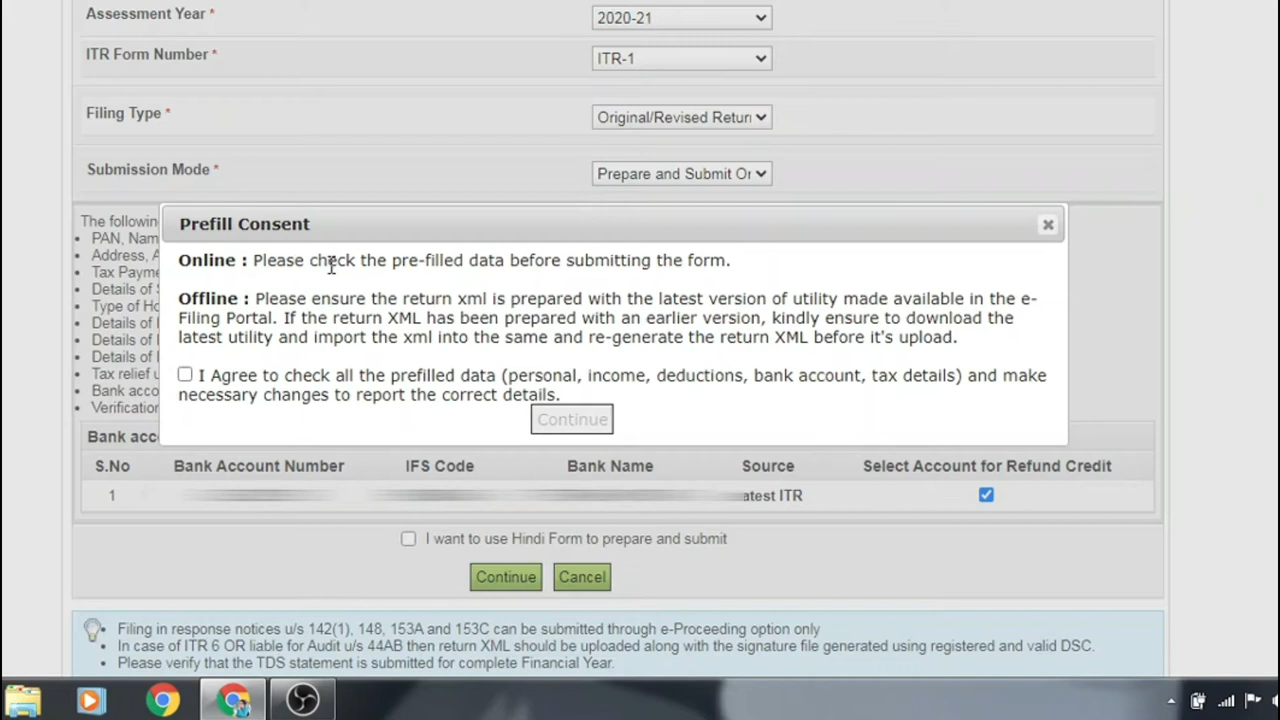 Assessment Year *
2020-21
ITR Form Number *
ITR-1
Filing Type *
Original/Revised Return
Submission Mode *
Prepare and Submit Or
Prefill Consent
Online : Please check the pre-filled data before submitting the form.
Offline : Please ensure the return xml is prepared with the latest version of utility made available in the e-
Filing Portal. If the return XML has been prepared with an earlier version, kindly ensure to download the
latest utility and import the xml into the same and re-generate the return XML before it's upload.
I Agree to check all the prefilled data (personal, income, deductions, bank account, tax details) and make
necessary changes to report the correct details.
Continue
The
PAN,
Address,
Tax
Details of
Type of
Details of
Details of
Details of
Tax relief
Bank
Bank
S.No Bank Account Number IFS Code Bank Name Source Select Account for Refund Credit
1 ITR
I want to use Hindi Form to prepare and submit
Continue Cancel
Filing in response notices u/s 142(1), 148, 153A and 153C can be submitted through e-Proceeding option only
In case of ITR 6 OR liable for Audit u/s 44AB then return XML should be uploaded along with the signature file generated using registered and valid DSC.
Please verify that the TDS statement is submitted for complete Financial Year.